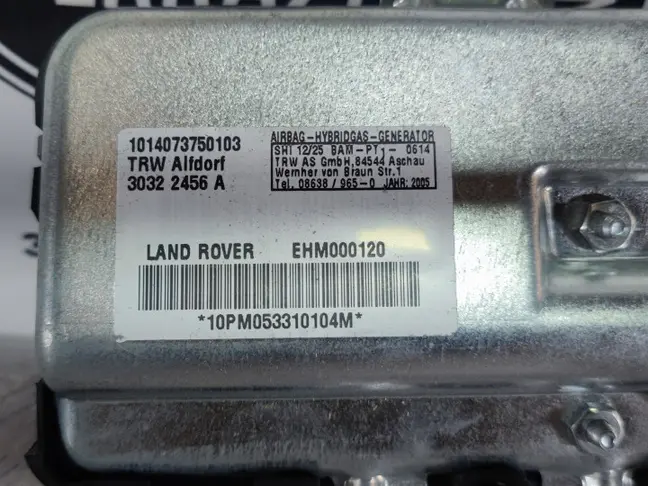 1014073750103
TRW Alfdorf
3032 2456 A
AIRBAG-HYBRIDGAS-GENERATOR
SHI 12/25 BAM-PT1- 0614
TRW AS GmbH,84544 Aschau
Wernher von Braun Str.1
Tel. 08638 / 965-0 JAHR: 2005
LAND ROVER EHM000120
*10PM053310104M*